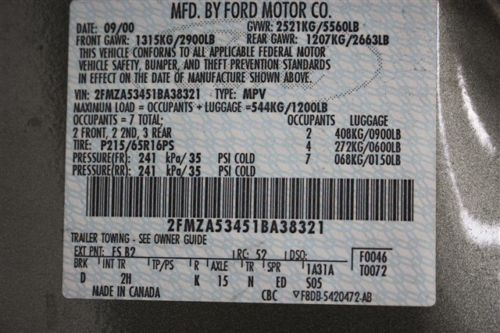 MFD. BY FORD MOTOR CO.
DATE: 09/00 GVWR: 2521KG/5560LB
FRONT GAWR: 1315KG/2900LB REAR GAWR: 1207KG/2663LB
THIS VEHICLE CONFORMS TO ALL APPLICABLE FEDERAL MOTOR
VEHICLE SAFETY, BUMPER, AND THEFT PREVENTION STANDARDS
IN EFFECT ON THE DATE OF MANUFACTURE SHOWN ABOVE.
VIN: 2FMZA53451BA38321 TYPE: MPV
MAXIMUM LOAD = OCCUPANTS + LUGGAGE = 544KG/1200LB
OCCUPANTS = 7 TOTAL OCCUPANTS LUGGAGE
2 FRONT, 2 2ND, 3 REAR 2 408KG/0900LB
TIRE: P215/65R16PS 4 272KG/0600LB
PRESSURE(FR): 241 kPa/35 PSI COLD 7 068KG/0150LB
PRESSURE(RR): 241 kPa/35 PSI COLD
2FMZA53451BA38321
TRAILER TOWING - SEE OWNER GUIDE
EXT PNT: FS B2 RC: 52 DSO: F0046
BRK INT TR TP/PS R AXLE TR SPR 1A31A T0072
D 2H K 15 N ED 505
MADE IN CANADA CBC F8DB-5420472-AB